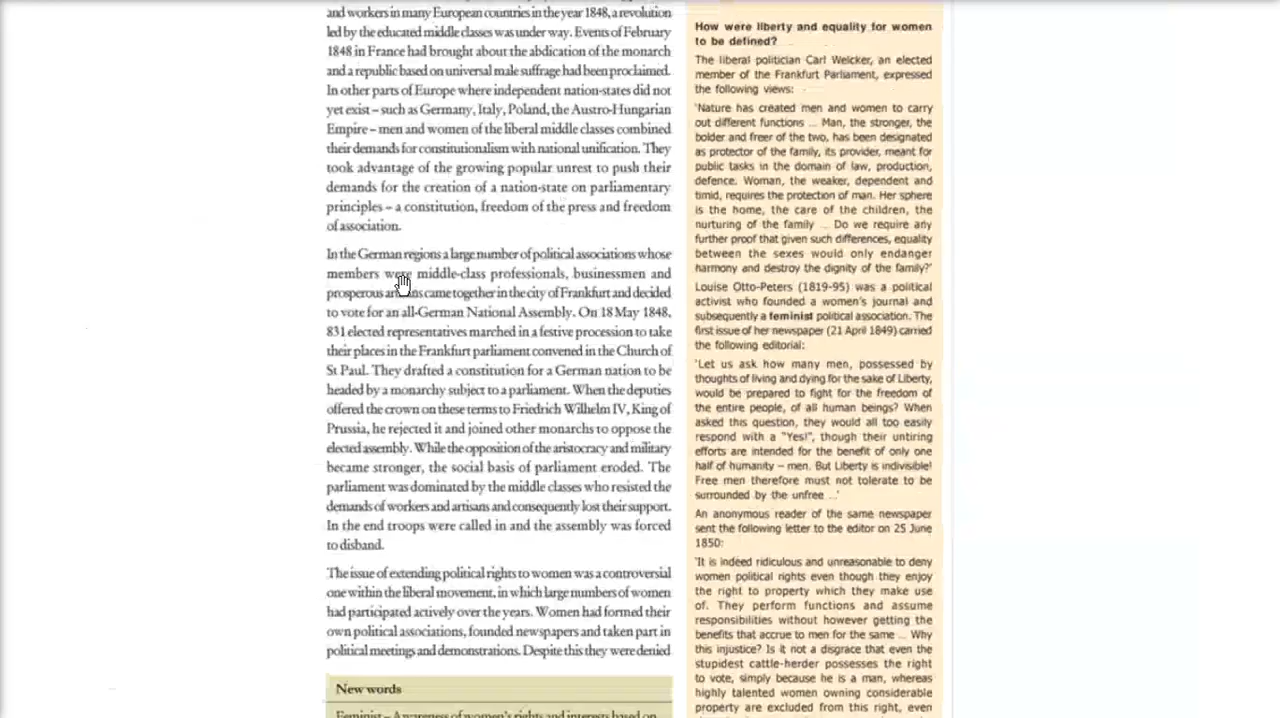 and workers in many European countries in the year 1848, a revolution
led by the educated middle classes was under way. Events of February
1848 in France had brought about the abdication of the monarch
and a republic based on universal male suffrage had been proclaimed.
In other parts of Europe where independent nation-states did not
yet exist – such as Germany, Italy, Poland, the Austro-Hungarian
Empire – men and women of the liberal middle classes combined
their demands for constitutionalism with national unification. They
took advantage of the growing popular unrest to push their
demands for the creation of a nation-state on parliamentary
principles – a constitution, freedom of the press and freedom
of association.
In the German regions a large number of political associations whose
members were middle-class professionals, businessmen and
prosperous artisans came together in the city of Frankfurt and decided
to vote for an all-German National Assembly. On 18 May 1848,
831 elected representatives marched in a festive procession to take
their places in the Frankfurt parliament convened in the Church of
St Paul. They drafted a constitution for a German nation to be
headed by a monarchy subject to a parliament. When the deputies
offered the crown on these terms to Friedrich Wilhelm IV, King of
Prussia, he rejected it and joined other monarchs to oppose the
elected assembly. While the opposition of the aristocracy and military
became stronger, the social basis of parliament eroded. The
parliament was dominated by the middle classes who resisted the
demands of workers and artisans and consequently lost their support.
In the end troops were called in and the assembly was forced
to disband.
The issue of extending political rights to women was a controversial
one within the liberal movement, in which large numbers of women
had participated actively over the years. Women had formed their
own political associations, founded newspapers and taken part in
political meetings and demonstrations. Despite this they were denied
New words
Feminist – Awareness of women's rights and interests based on
How were liberty and equality for women
to be defined?
The liberal politician Carl Welcker, an elected
member of the Frankfurt Parliament, expressed
the following views:
'Nature has created men and women to carry
out different functions ... Man, the stronger, the
bolder and freer of the two, has been designated
as protector of the family, its provider, meant for
public tasks in the domain of law, production,
defence. Woman, the weaker, dependent and
timid, requires the protection of man. Her sphere
is the home, the care of the children, the
nurturing of the family ... Do we require any
further proof that given such differences, equality
between the sexes would only endanger
harmony and destroy the dignity of the family?'
Louise Otto-Peters (1819-95) was a political
activist who founded a women's journal and
subsequently a feminist political association. The
first issue of her newspaper (21 April 1849) carried
the following editorial:
'Let us ask how many men, possessed by
thoughts of living and dying for the sake of Liberty,
would be prepared to fight for the freedom of
the entire people, of all human beings? When
asked this question, they would all too easily
respond with a "Yes!", though their untiring
efforts are intended for the benefit of only one
half of humanity – men. But Liberty is indivisible!
Free men therefore must not tolerate to be
surrounded by the unfree ...'
An anonymous reader of the same newspaper
sent the following letter to the editor on 25 June
1850:
'It is indeed ridiculous and unreasonable to deny
women political rights even though they enjoy
the right to property which they make use
of. They perform functions and assume
responsibilities without however getting the
benefits that accrue to men for the same ... Why
this injustice? Is it not a disgrace that even the
stupidest cattle-herder possesses the right
to vote, simply because he is a man, whereas
highly talented women owning considerable
property are excluded from this right, even